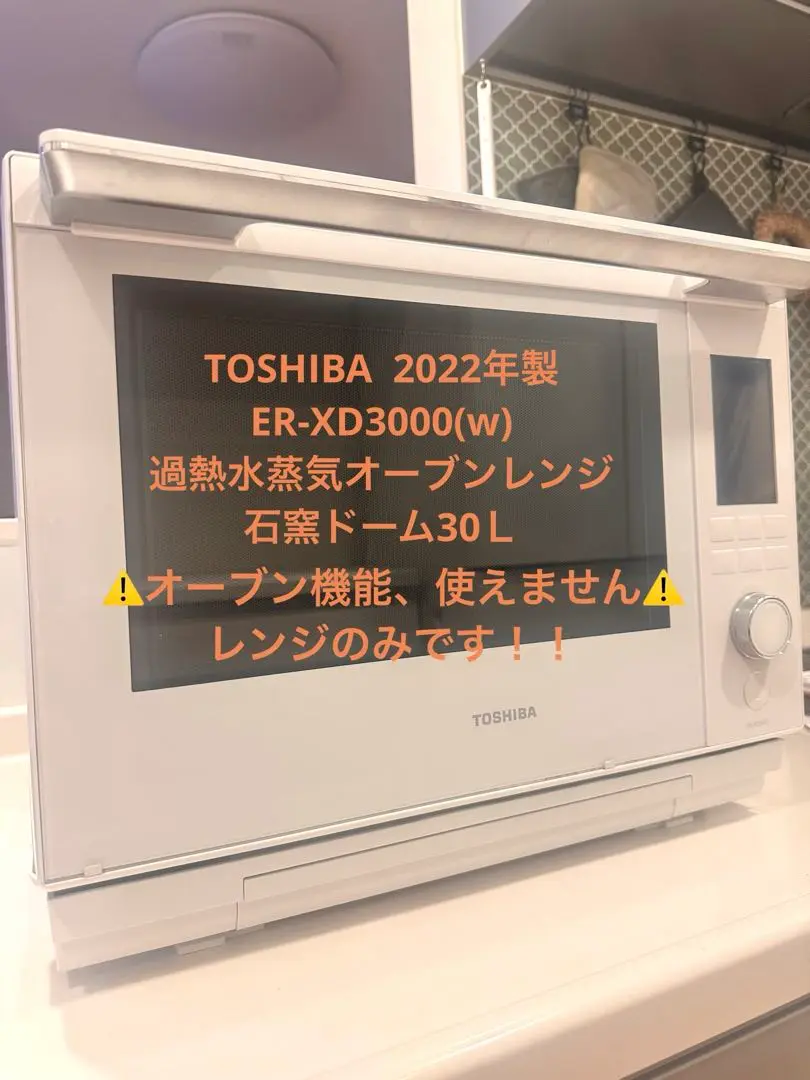 TOSHIBA 2022年製
ER-XD3000(w)
過熱水蒸気オーブンレンジ
石窯ドーム30L
⚠️オーブン機能、使えません⚠️
レンジのみです！！
TOSHIBA